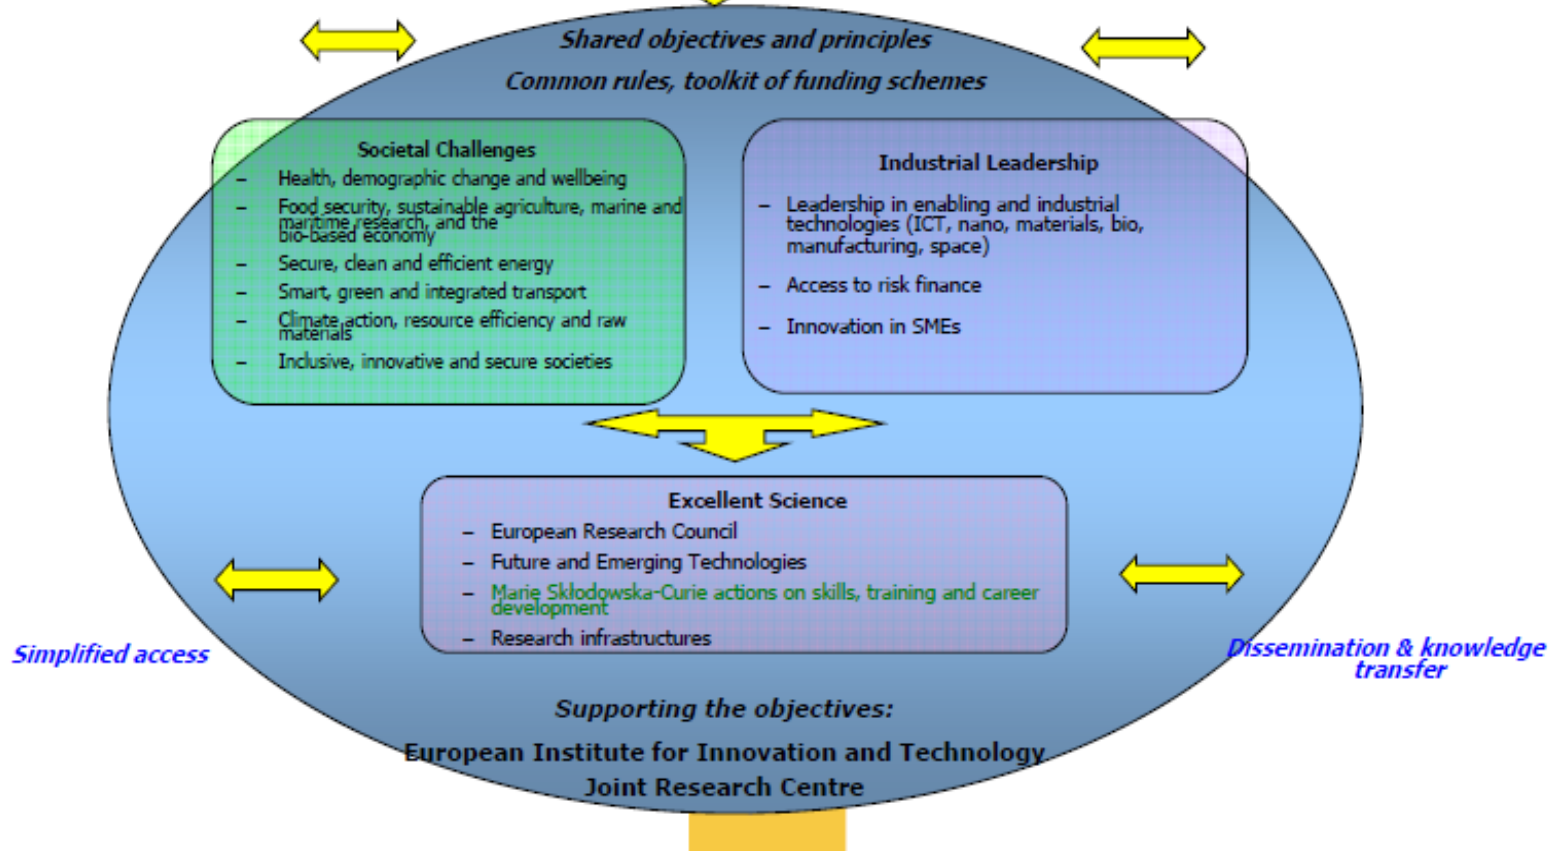 Shared objectives and principles
Common rules, toolkit of funding schemes
Societal Challenges
– Health, demographic change and wellbeing
– Food security, sustainable agriculture, marine and
maritime research, and the
bio-based economy
– Secure, clean and efficient energy
– Smart, green and integrated transport
– Climate action, resource efficiency and raw
materials
– Inclusive, innovative and secure societies
Industrial Leadership
– Leadership in enabling and industrial
technologies (ICT, nano, materials, bio,
manufacturing, space)
– Access to risk finance
– Innovation in SMEs
Excellent Science
– European Research Council
– Future and Emerging Technologies
– Marie Skłodowska-Curie actions on skills, training and career
development
– Research infrastructures
Simplified access
Dissemination & knowledge
transfer
Supporting the objectives:
European Institute for Innovation and Technology
Joint Research Centre